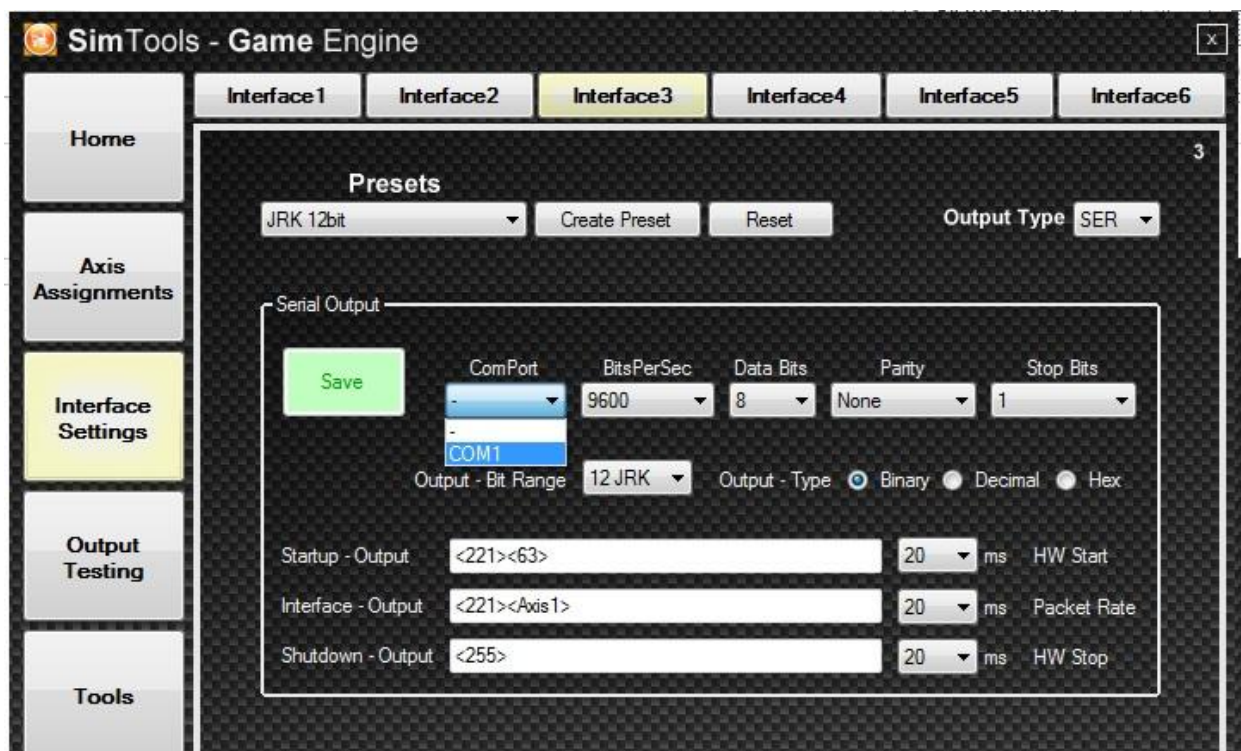 SimTools - Game Engine
x
Interface1 Interface2 Interface3 Interface4 Interface5 Interface6
Home
3
Presets
JRK 12bit Create Preset Reset Output Type SER
Axis
Assignments
Serial Output
Save
ComPort BitsPerSec Data Bits Parity Stop Bits
- 9600 8 None 1
-
COM1
Interface
Settings
Output - Bit Range 12 JRK Output - Type Binary Decimal Hex
Output
Testing
Startup - Output <221><63> 20 ms HW Start
Interface - Output <221><Axis1> 20 ms Packet Rate
Shutdown - Output <255> 20 ms HW Stop
Tools